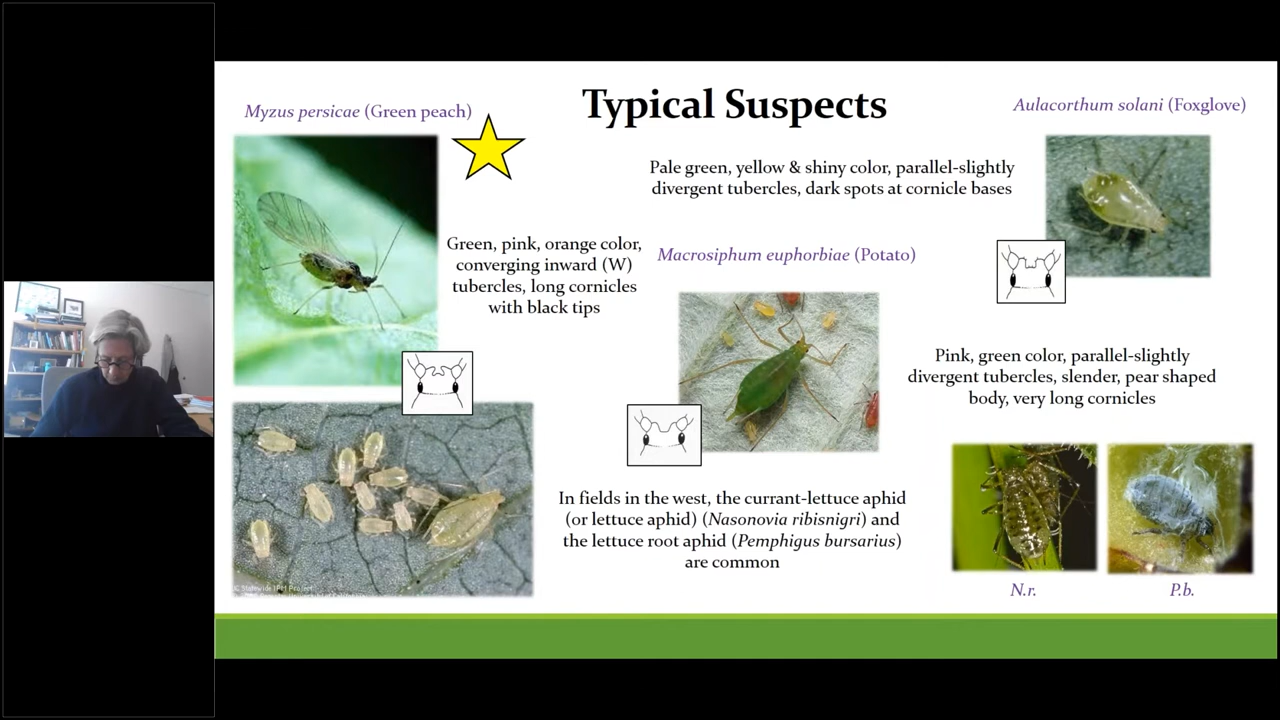 Typical Suspects
Myzus persicae (Green peach)
Green, pink, orange color,
converging inward (W)
tubercles, long cornicles
with black tips
Aulacorthum solani (Foxglove)
Pale green, yellow & shiny color, parallel-slightly
divergent tubercles, dark spots at cornicle bases
Macrosiphum euphorbiae (Potato)
Pink, green color, parallel-slightly
divergent tubercles, slender, pear shaped
body, very long cornicles
In fields in the west, the currant-lettuce aphid
(or lettuce aphid) (Nasonovia ribisnigri) and
the lettuce root aphid (Pemphigus bursarius)
are common
N.r.
P.b.
© Statewide IPM Project